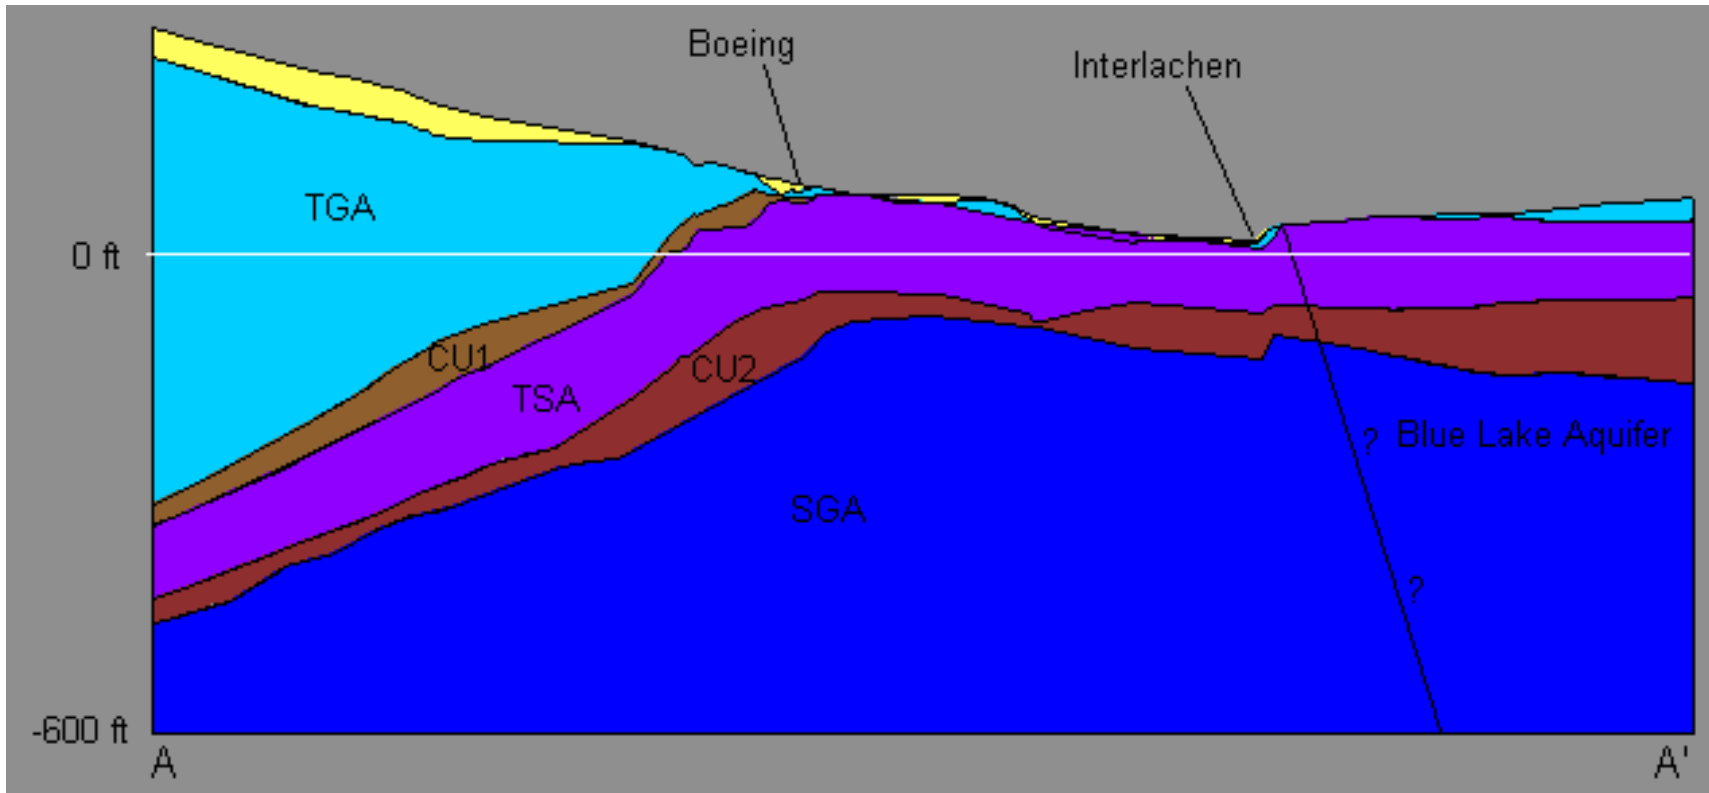 Boeing
Interlachen
TGA
0 ft
CU1
CU2
TSA
? Blue Lake Aquifer
SGA
?
-600 ft
A
A'